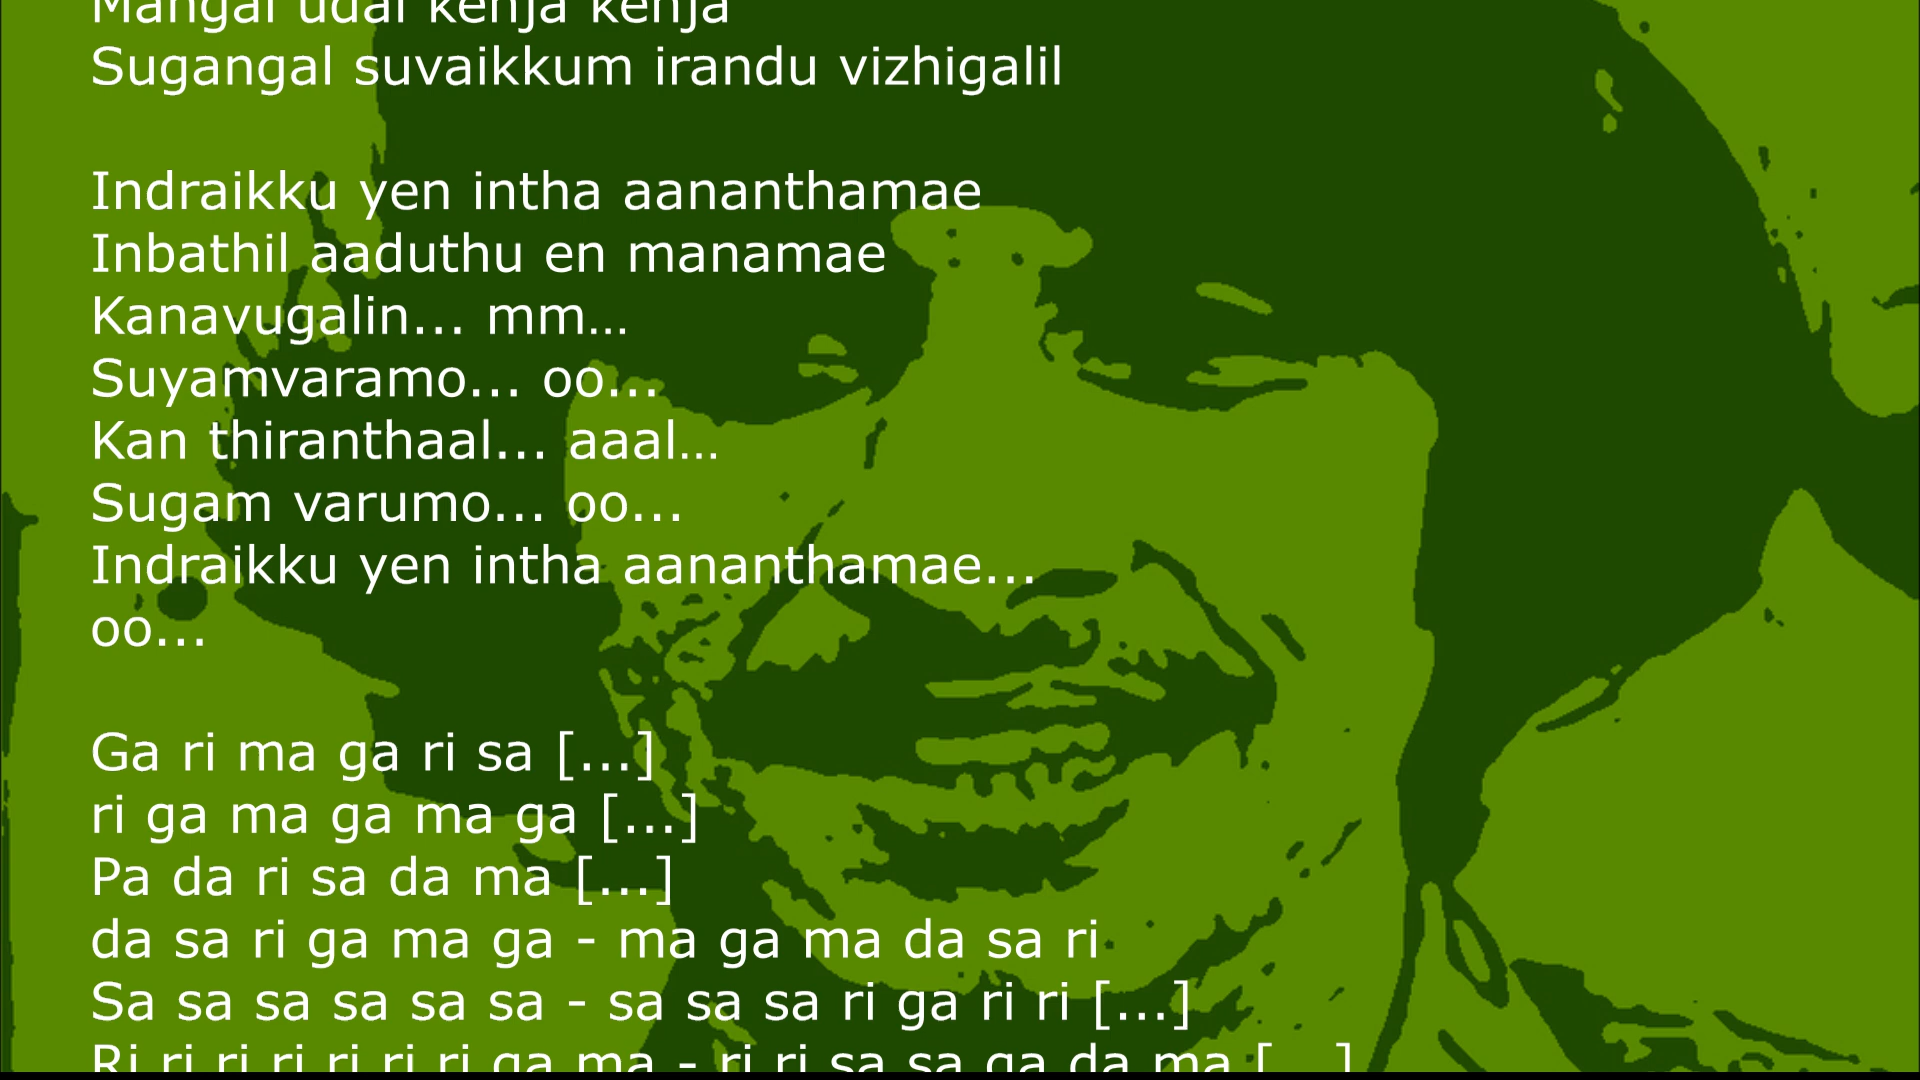 Mangai udal kenja kenja
Sugangal suvaikkum irandu vizhigalil
Indraikku yen intha aananthamae
Inbathil aaduthu en manamae
Kanavugalin... mm...
Suyamvaramo... oo...
Kan thiranthaal... aaal...
Sugam varumo... oo...
Indraikku yen intha aananthamae...
oo...
Ga ri ma ga ri sa [...]
ri ga ma ga ma ga [...]
Pa da ri sa da ma [...]
da sa ri ga ma ga - ma ga ma da sa ri
Sa sa sa sa sa sa - sa sa sa ri ga ri ri [...]
Ri ri ri ri ri ri ri ga ma - ri ri sa sa ga da ma [...]